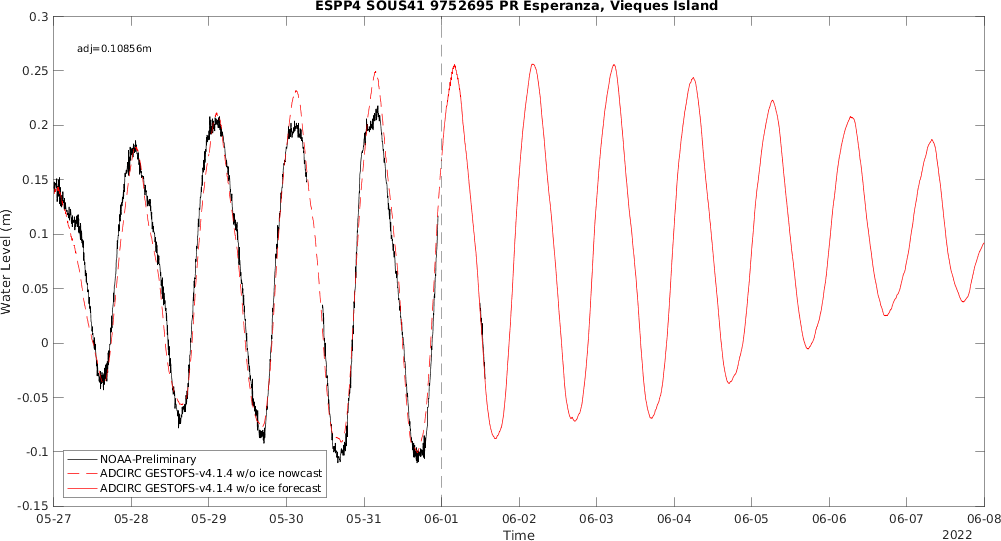 ESPP4 SOUS41 9752695 PR Esperanza, Vieques Island
0.3
adj=0.10856m
0.25
0.2
0.15
0.1
0.05
0
-0.05
-0.1
-0.15
Water Level (m)
NOAA-Preliminary
ADCIRC GESTOFS-v4.1.4 w/o ice nowcast
ADCIRC GESTOFS-v4.1.4 w/o ice forecast
05-27 05-28 05-29 05-30 05-31 06-01 06-02 06-03 06-04 06-05 06-06 06-07 06-08
Time
2022